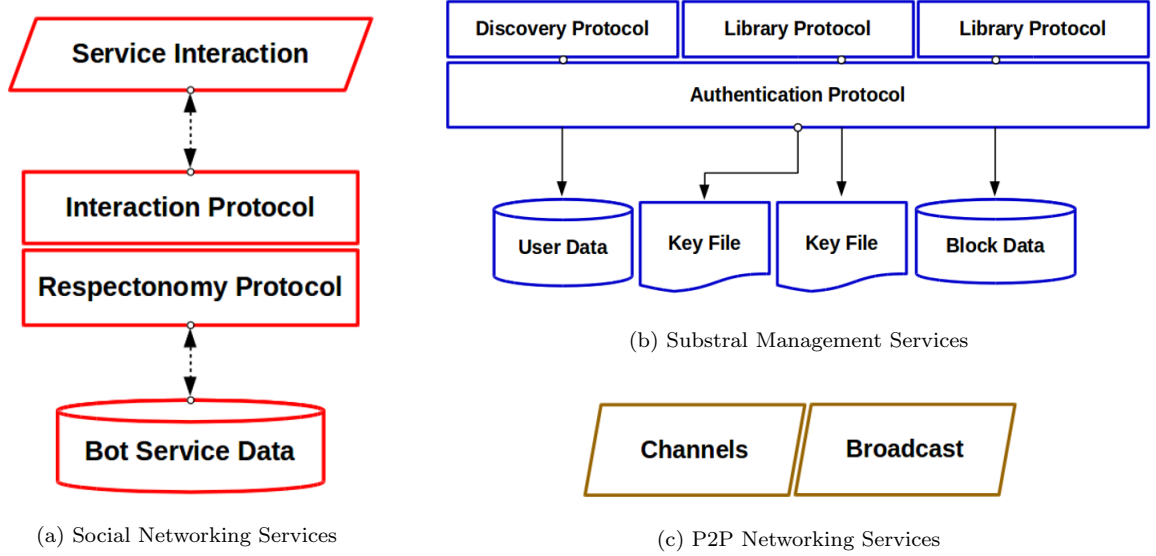 Service Interaction
Interaction Protocol
Respectonomy Protocol
Bot Service Data
(a) Social Networking Services
Discovery Protocol
Library Protocol
Library Protocol
Authentication Protocol
User Data
Key File
Key File
Block Data
(b) Substral Management Services
Channels
Broadcast
(c) P2P Networking Services